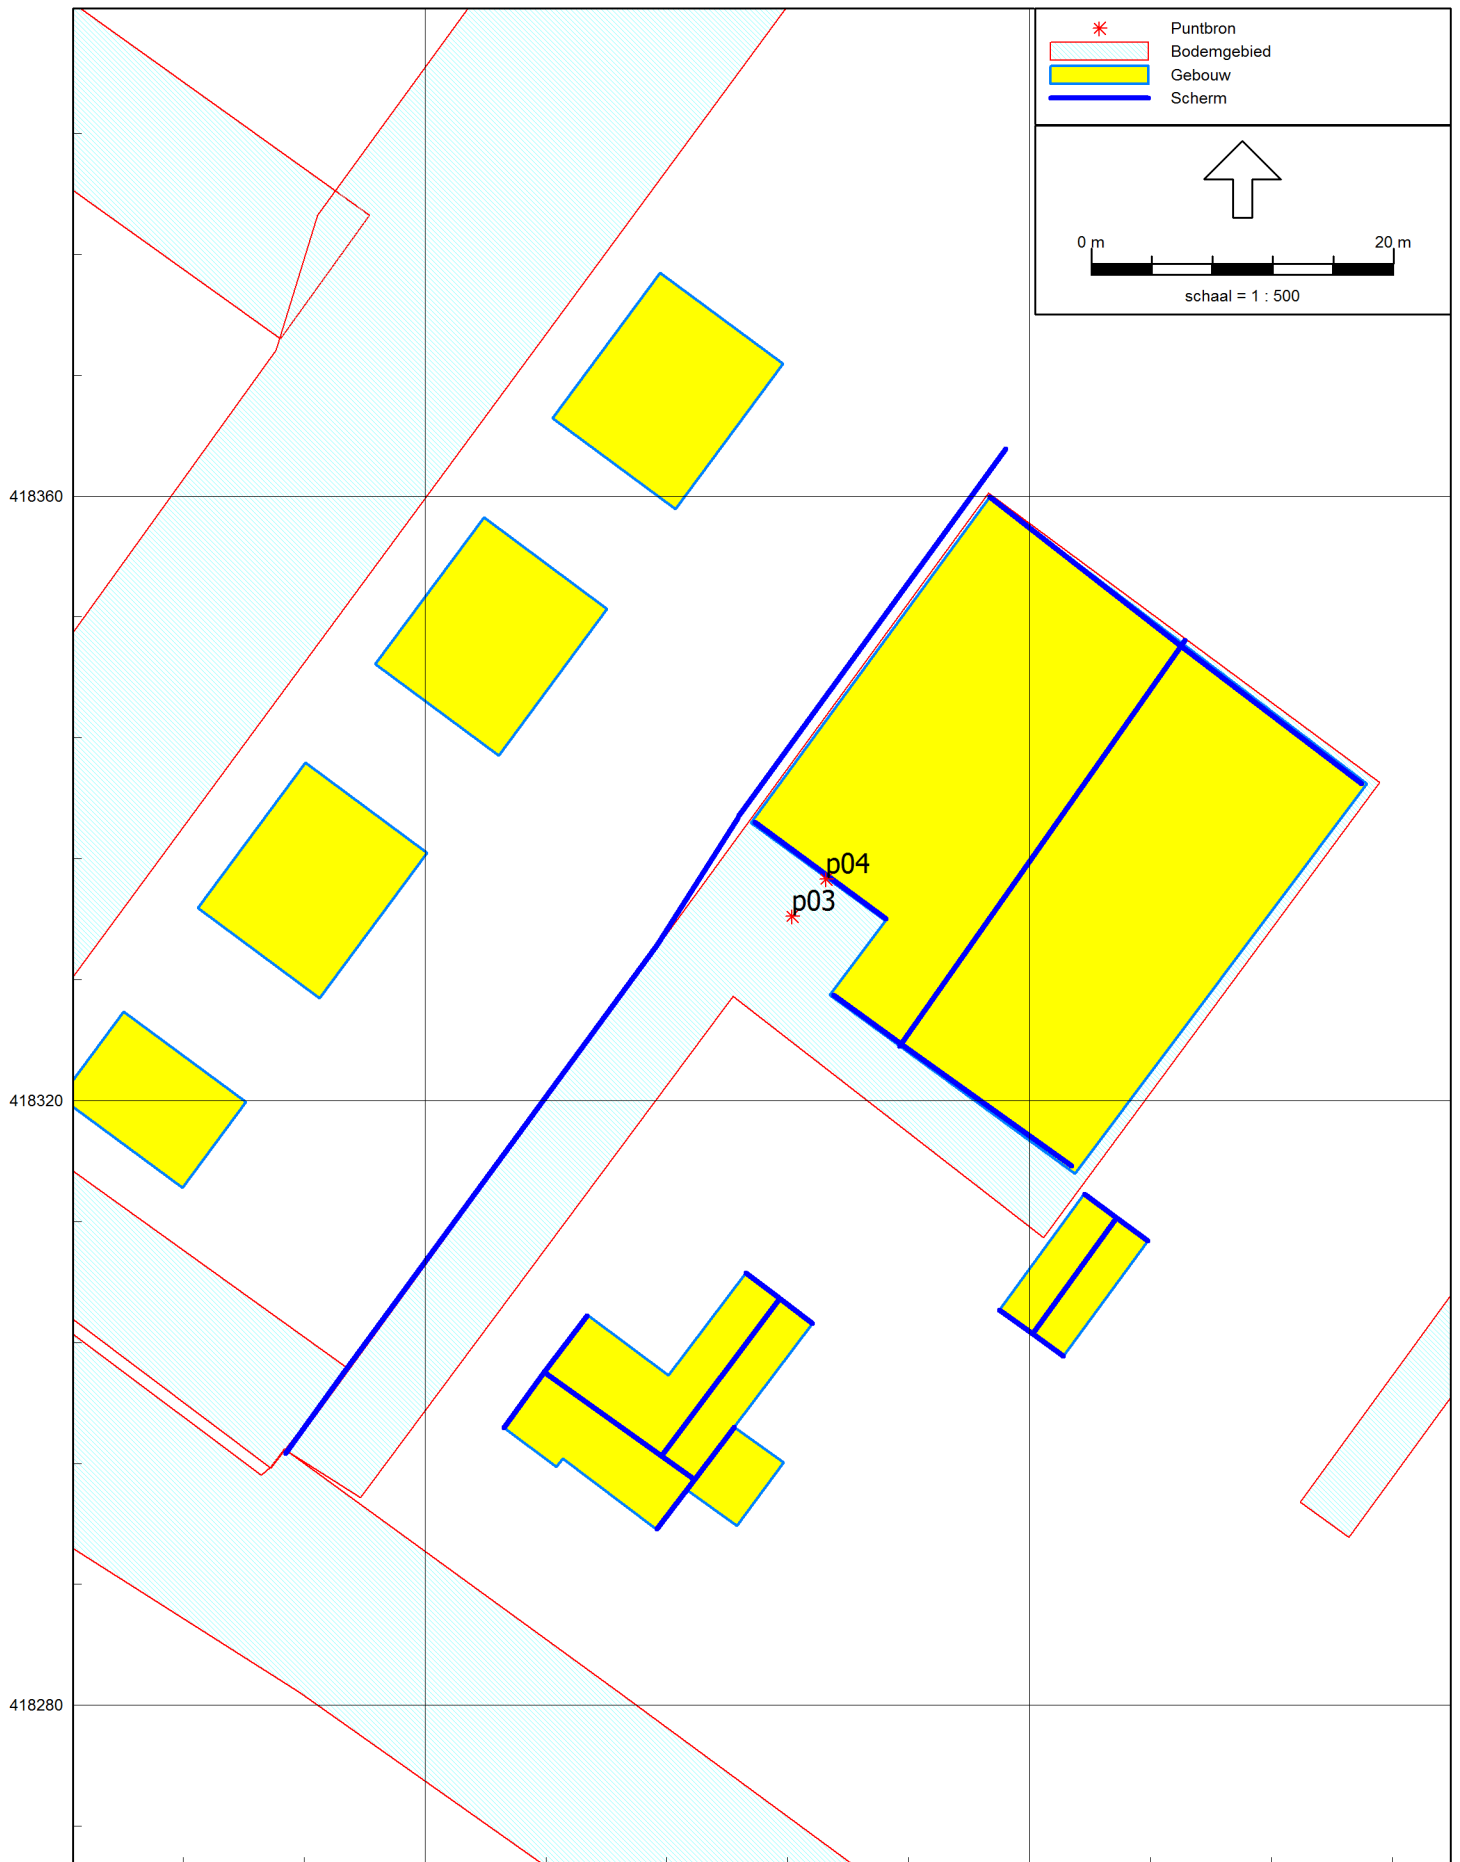 Puntbron
Bodemgebied
Gebouw
Scherm
0 m 20 m
schaal = 1 : 500
418360
p04
p03
418320
418280